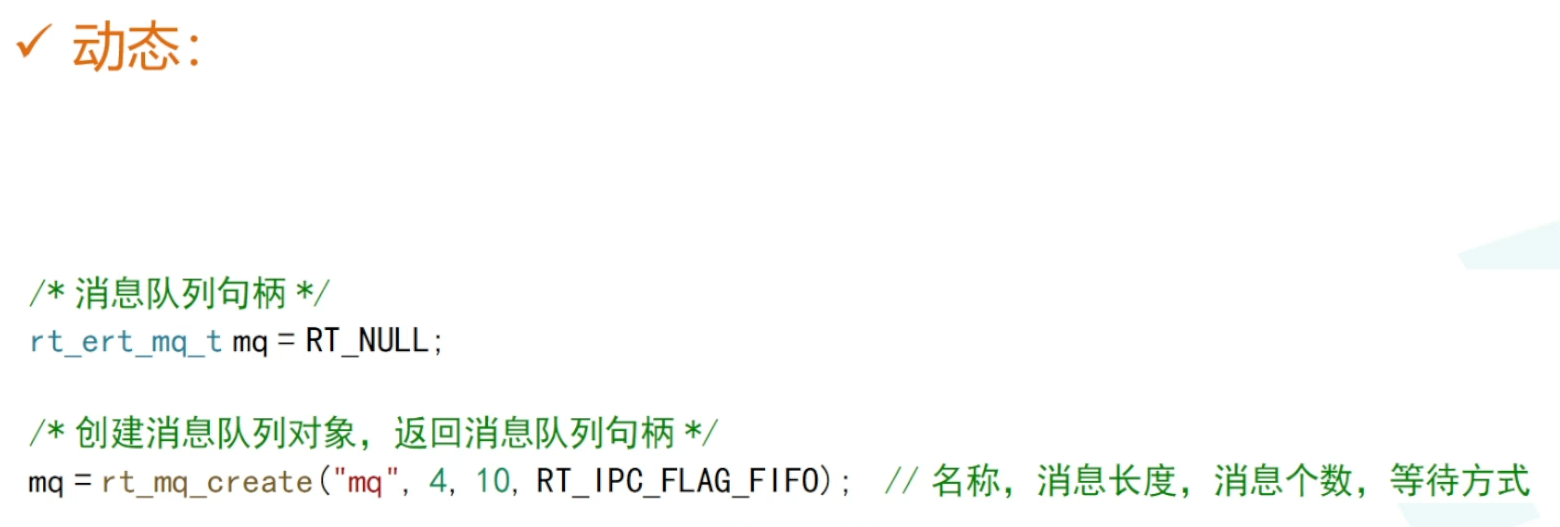 ✓ 动态：
/* 消息队列句柄 */
rt_ert_mq_t mq = RT_NULL;
/* 创建消息队列对象，返回消息队列句柄 */
mq = rt_mq_create("mq", 4, 10, RT_IPC_FLAG_FIFO); // 名称，消息长度，消息个数，等待方式